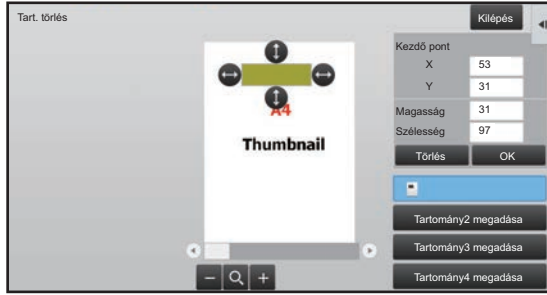 Tart. törlés
Kilépés
Kezdő pont
X 53
Y 31
Magasság 31
Szélesség 97
Törlés OK
A4
Thumbnail
Tartomány2 megadása
Tartomány3 megadása
Tartomány4 megadása